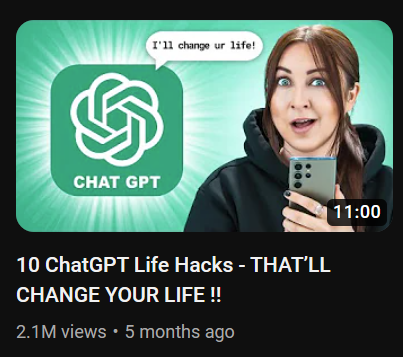 I'll change ur life!
CHAT GPT
11:00
10 ChatGPT Life Hacks - THAT’LL
CHANGE YOUR LIFE !!
2.1M views • 5 months ago